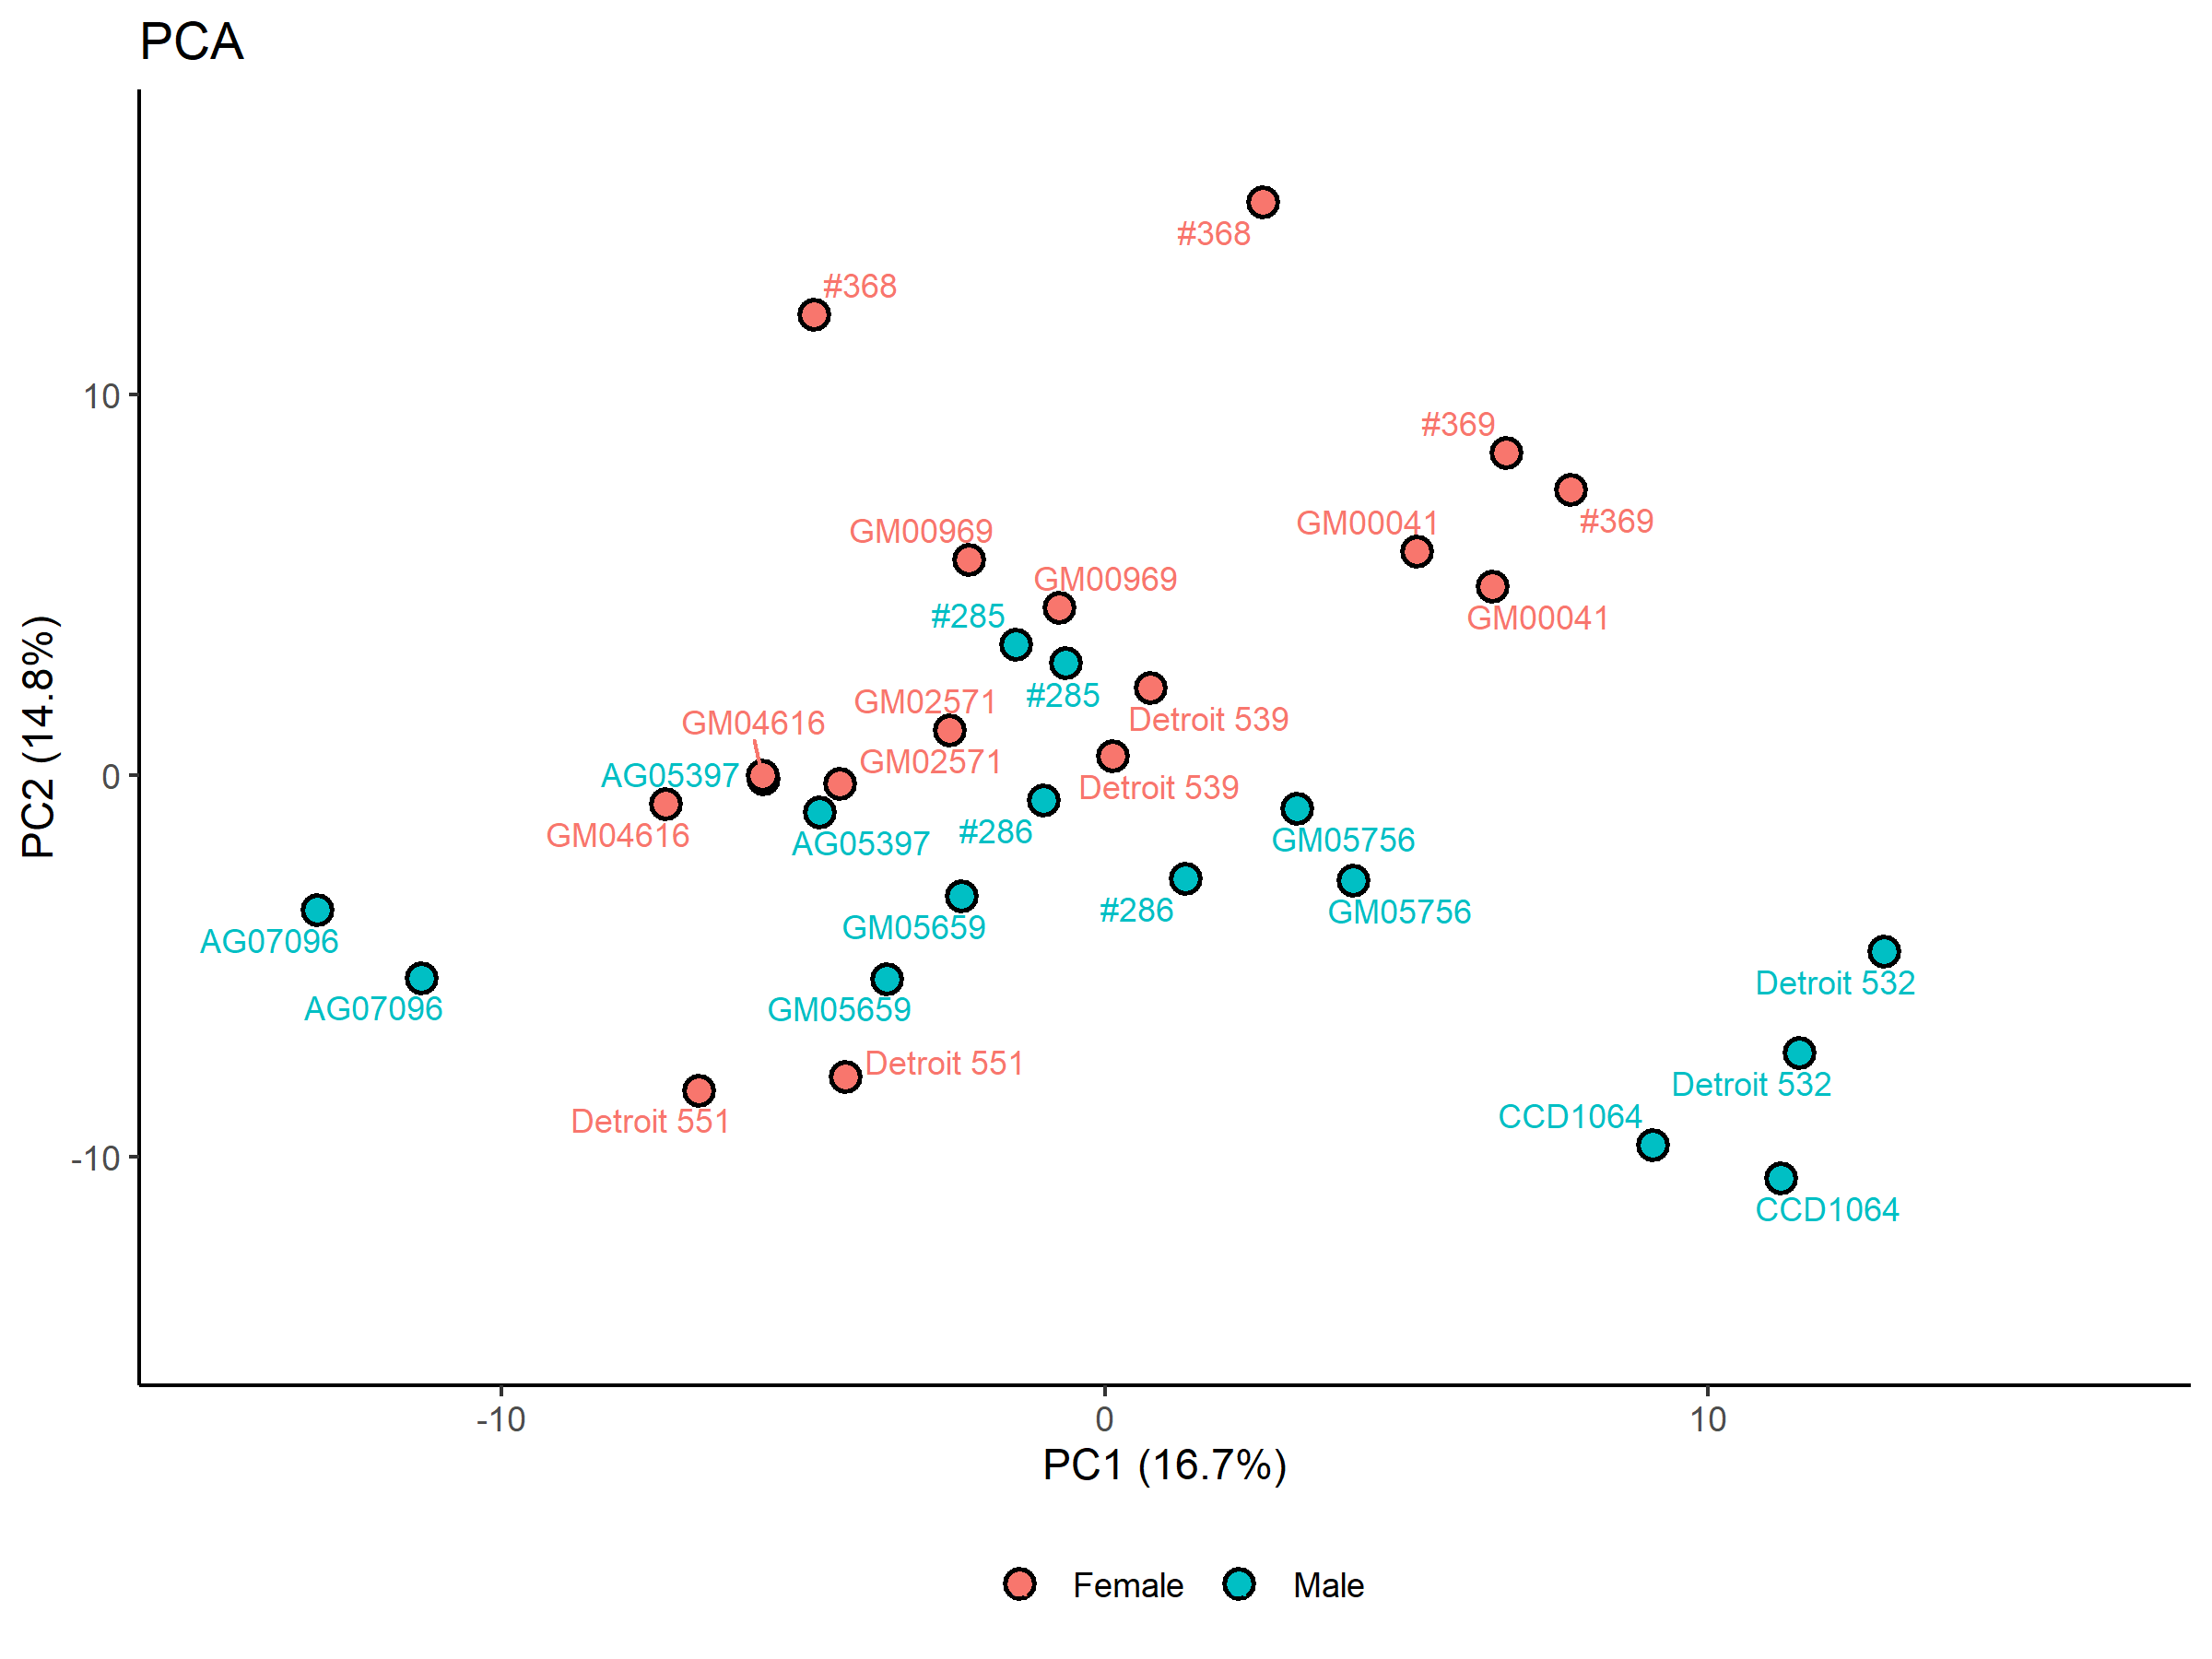 PCA
#368
#368
10
#369
#369
GM00041
GM00969
GM00969
#285
GM00041
#285
GM02571
Detroit 539
GM04616
GM02571
AG05397
0
Detroit 539
#286
GM04616
AG05397
GM05756
#286
GM05756
GM05659
AG07096
Detroit 532
AG07096
GM05659
Detroit 551
Detroit 532
Detroit 551
CCD1064
-10
CCD1064
PC2 (14.8%)
-10
0
10
PC1 (16.7%)
Female
Male